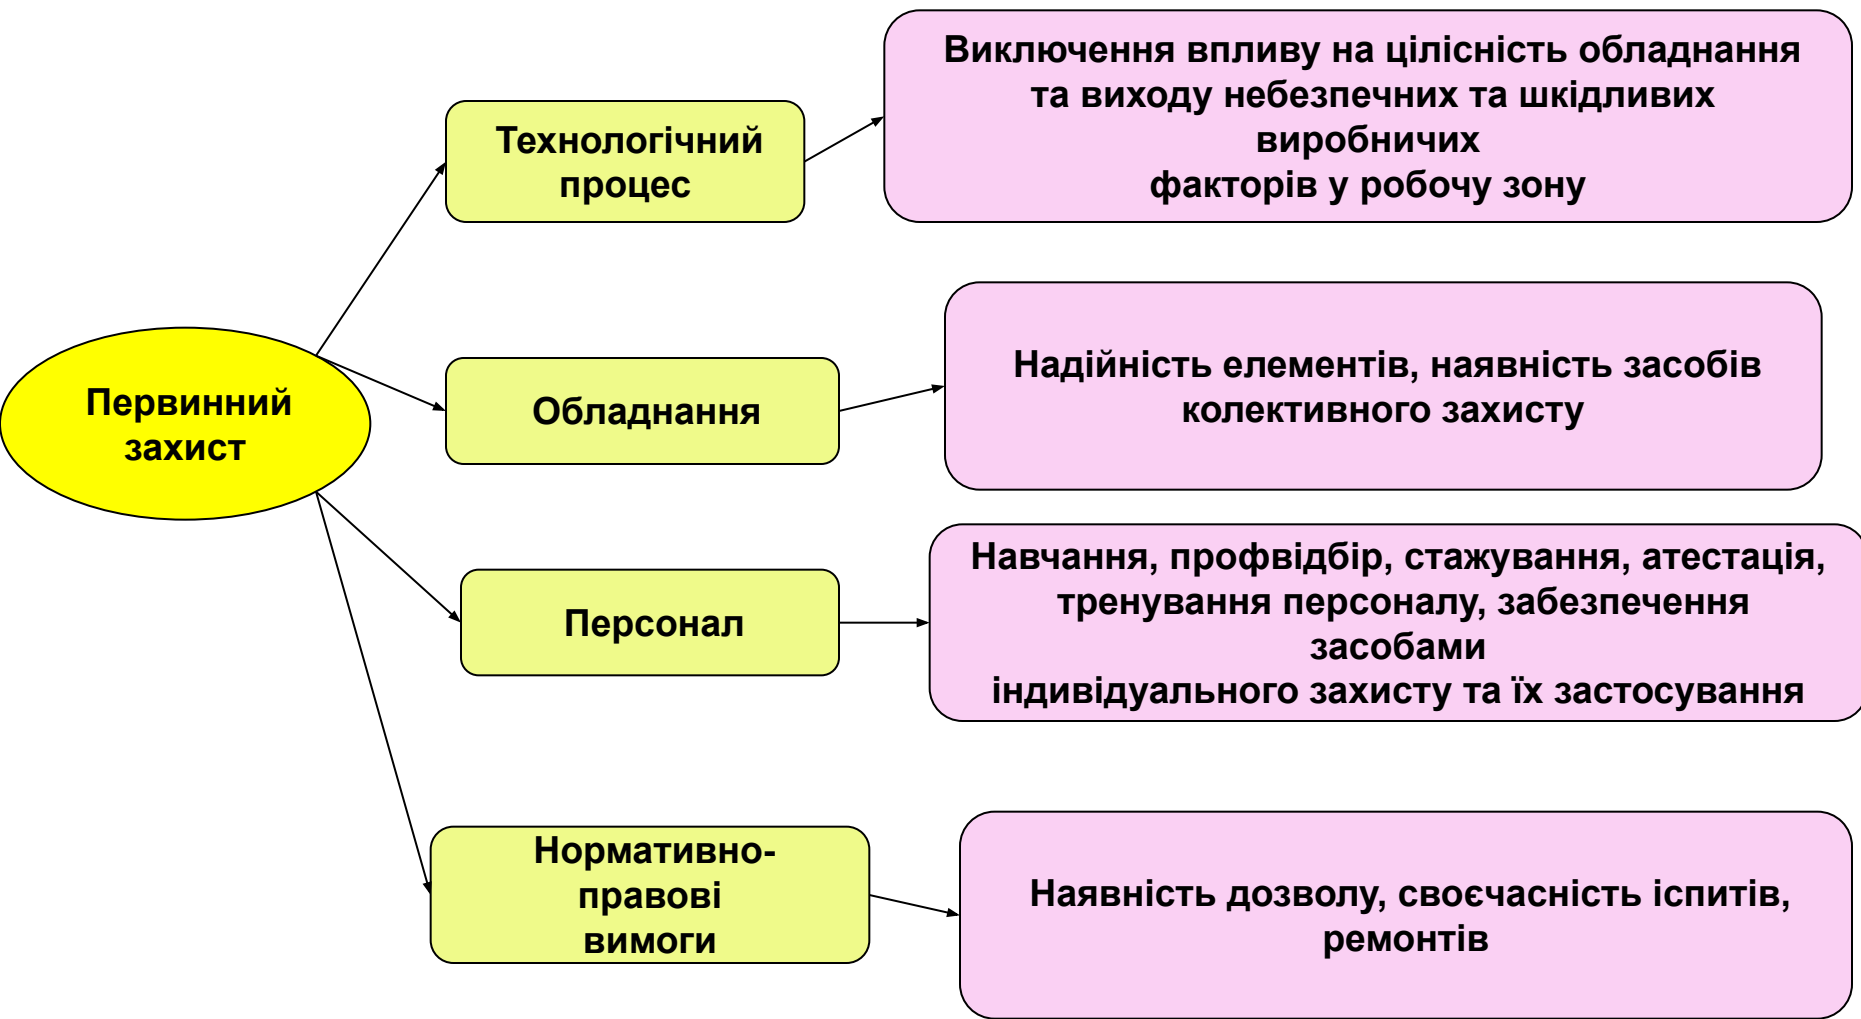 Первинний
захист
Технологічний
процес
Виключення впливу на цілісність обладнання
та виходу небезпечних та шкідливих
виробничих
факторів у робочу зону
Обладнання
Надійність елементів, наявність засобів
колективного захисту
Персонал
Навчання, профвідбір, стажування, атестація,
тренування персоналу, забезпечення
засобами
індивідуального захисту та їх застосування
Нормативно-
правові
вимоги
Наявність дозволу, своєчасність іспитів,
ремонтів